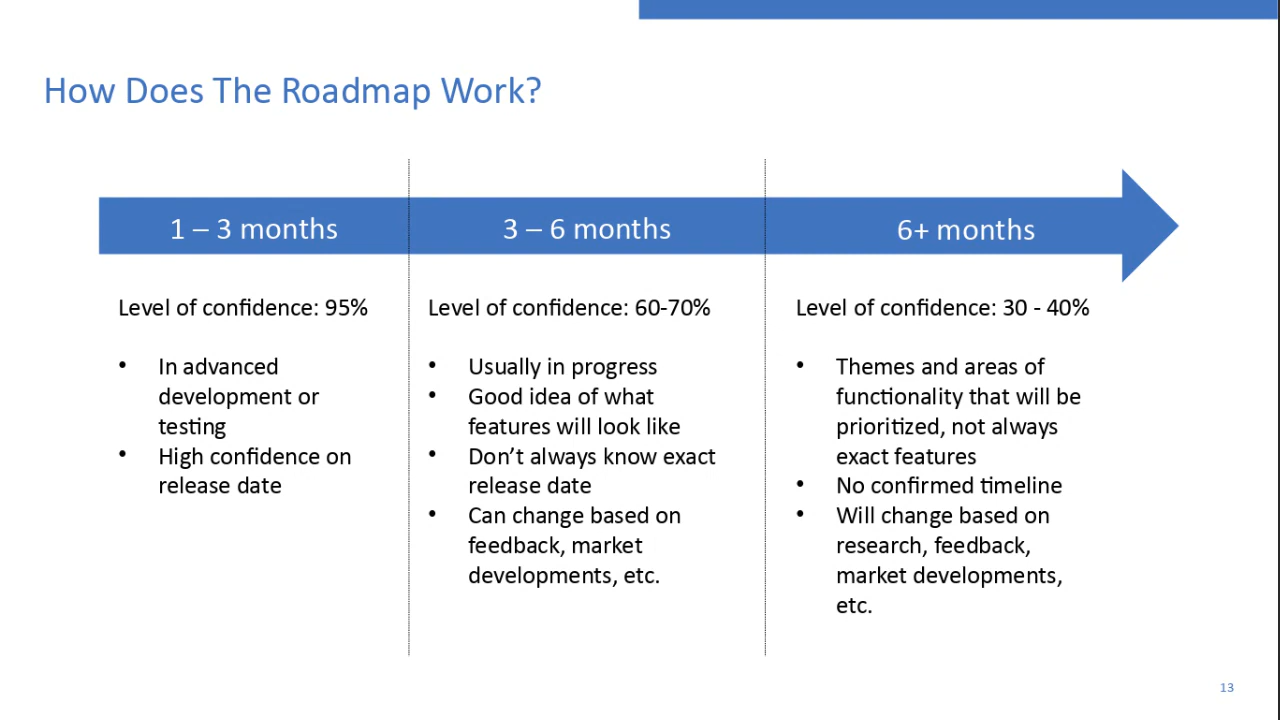 How Does The Roadmap Work?
1 – 3 months
3 – 6 months
6+ months
Level of confidence: 95%
• In advanced
development or
testing
• High confidence on
release date
Level of confidence: 60-70%
• Usually in progress
• Good idea of what
features will look like
• Don’t always know exact
release date
• Can change based on
feedback, market
developments, etc.
Level of confidence: 30 - 40%
• Themes and areas of
functionality that will be
prioritized, not always
exact features
• No confirmed timeline
• Will change based on
research, feedback,
market developments,
etc.
13